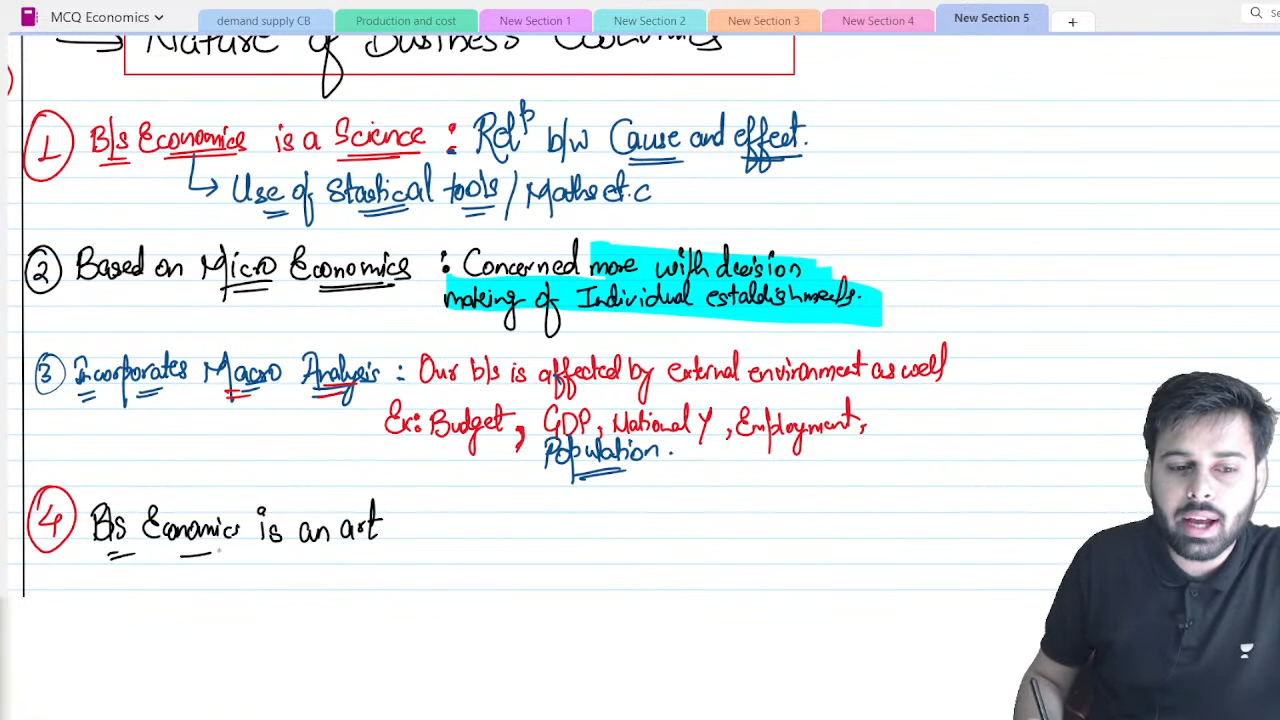 MCQ Economics
demand supply CB
Production and cost
New Section 1
New Section 2
New Section 3
New Section 4
New Section 5
+
Se
Nature of Business Economics
1 B/s Economics is a Science : Relp b/w Cause and effect.
Use of Stastical tools / Maths etc
2 Based on Micro Economics : Concerned more with decision
making of Individual establishments.
3 Incorporates Macro Analysis : Our b/s is affected by external environment as well
Ex: Budget, GDP, National Y, Employment,
Population.
4 B/s Economics is an art